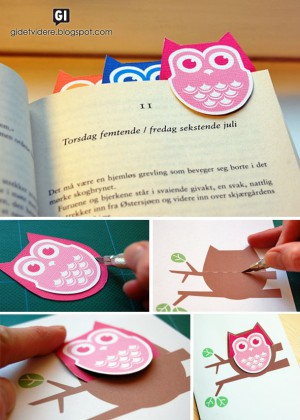 GI
gidetvidere.blogspot.com
11
Torsdag femtende / fredag sekstende juli
Det må være en hjemløs grevling som beveger seg borte i det
mørke skogbrynet.
Furuene og bjerkene står i svaiende givakt, en svak, nattlig
trekker inn fra Østersjøen og videre inn over skjærgårdens